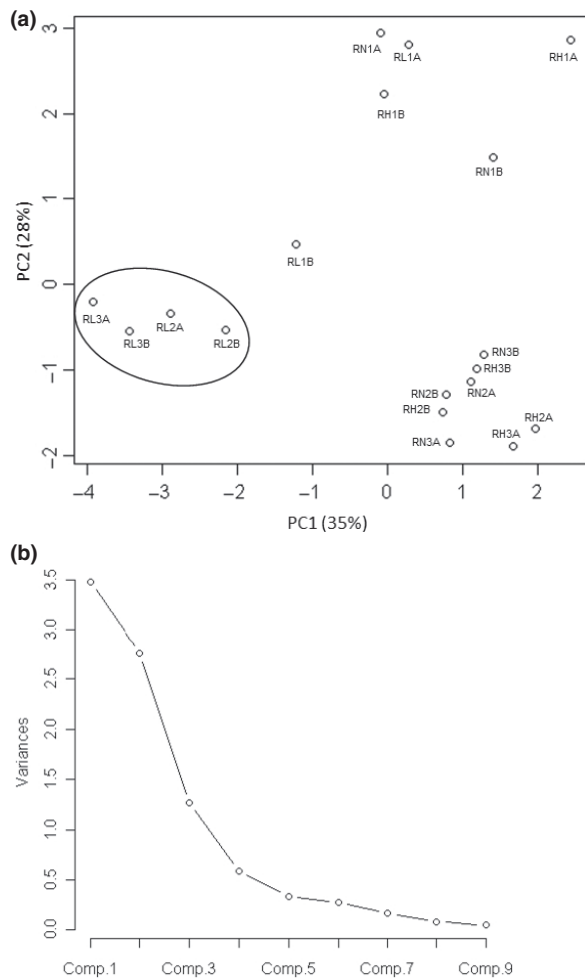 (a)
3
2
1
0
−1
−2
PC2 (28%)
RN1A
RL1A
RH1A
RH1B
RN1B
RL1B
RL3A
RL3B
RL2A
RL2B
RN3B
RH3B
RN2A
RN2B
RH2B
RN3A
RH2A
RH3A
−4 −3 −2 −1 0 1 2
PC1 (35%)
(b)
3.5
3.0
2.5
2.0
1.5
1.0
0.5
0.0
Variances
Comp.1 Comp.3 Comp.5 Comp.7 Comp.9